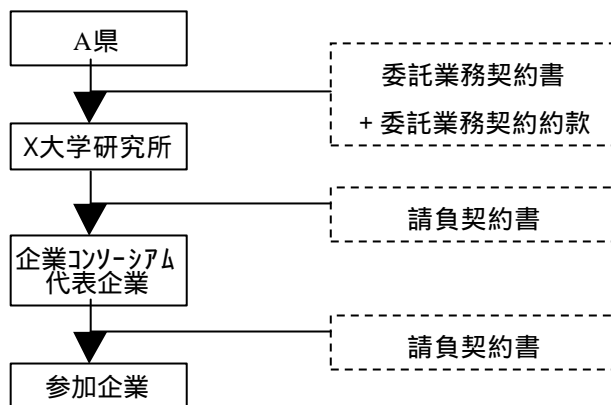 A県
委託業務契約書
+ 委託業務契約約款
X大学研究所
請負契約書
企業ｺﾝｿｰｼｱﾑ
代表企業
請負契約書
参加企業